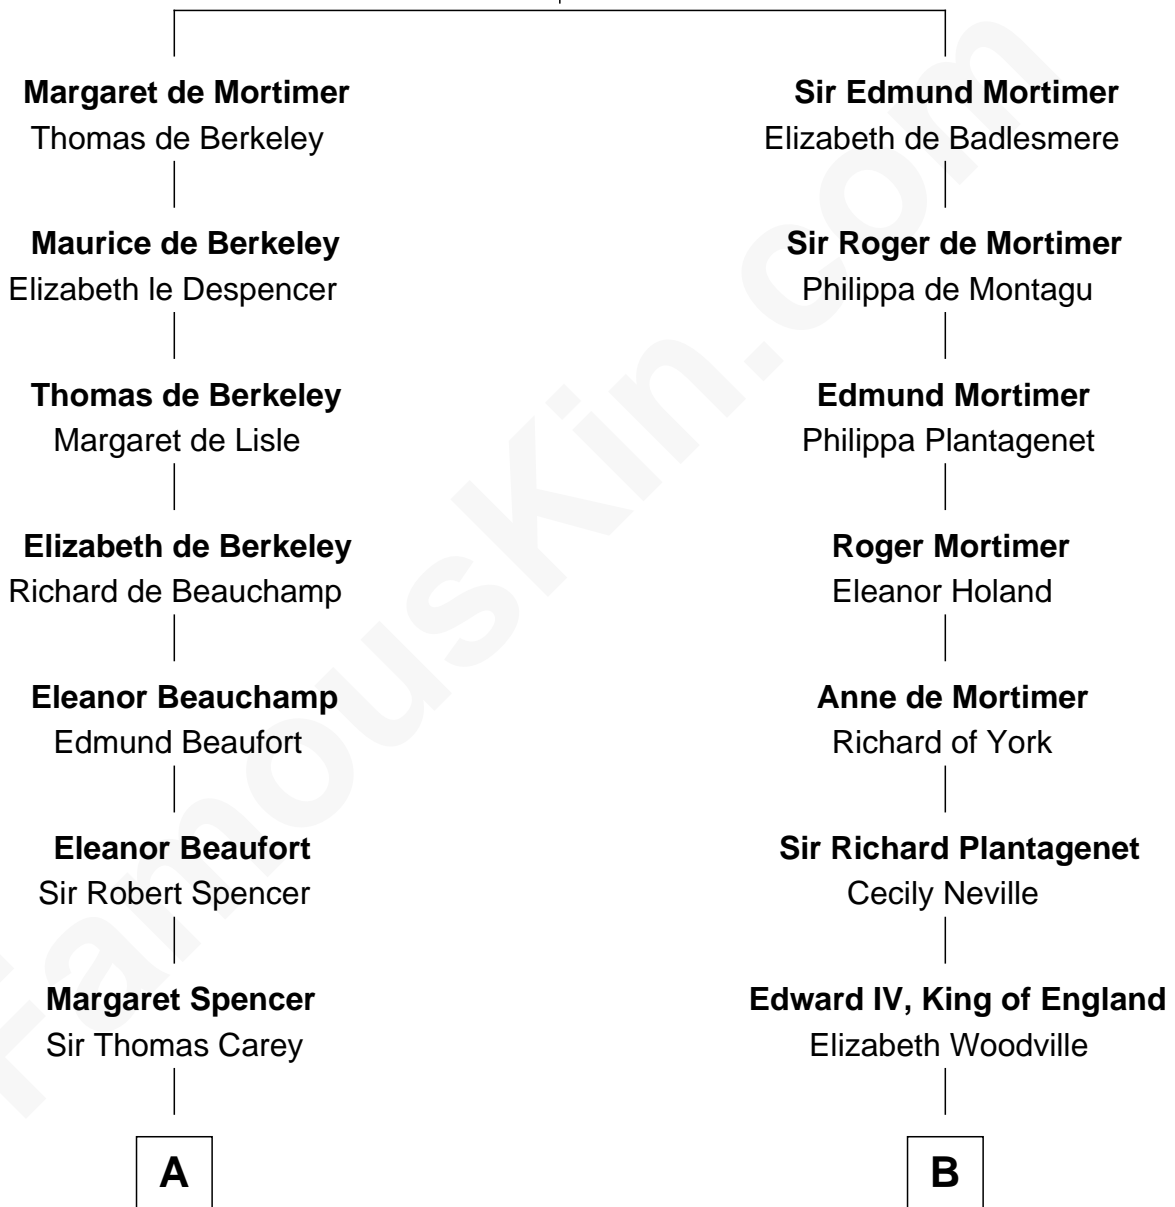 Margaret de Mortimer
Thomas de Berkeley
Sir Edmund Mortimer
Elizabeth de Badlesmere
Maurice de Berkeley
Elizabeth le Despencer
Sir Roger de Mortimer
Philippa de Montagu
Thomas de Berkeley
Margaret de Lisle
Edmund Mortimer
Philippa Plantagenet
Elizabeth de Berkeley
Richard de Beauchamp
Roger Mortimer
Eleanor Holand
Eleanor Beauchamp
Edmund Beaufort
Anne de Mortimer
Richard of York
Eleanor Beaufort
Sir Robert Spencer
Sir Richard Plantagenet
Cecily Neville
Margaret Spencer
Sir Thomas Carey
Edward IV, King of England
Elizabeth Woodville
A
B
FamousKin.com